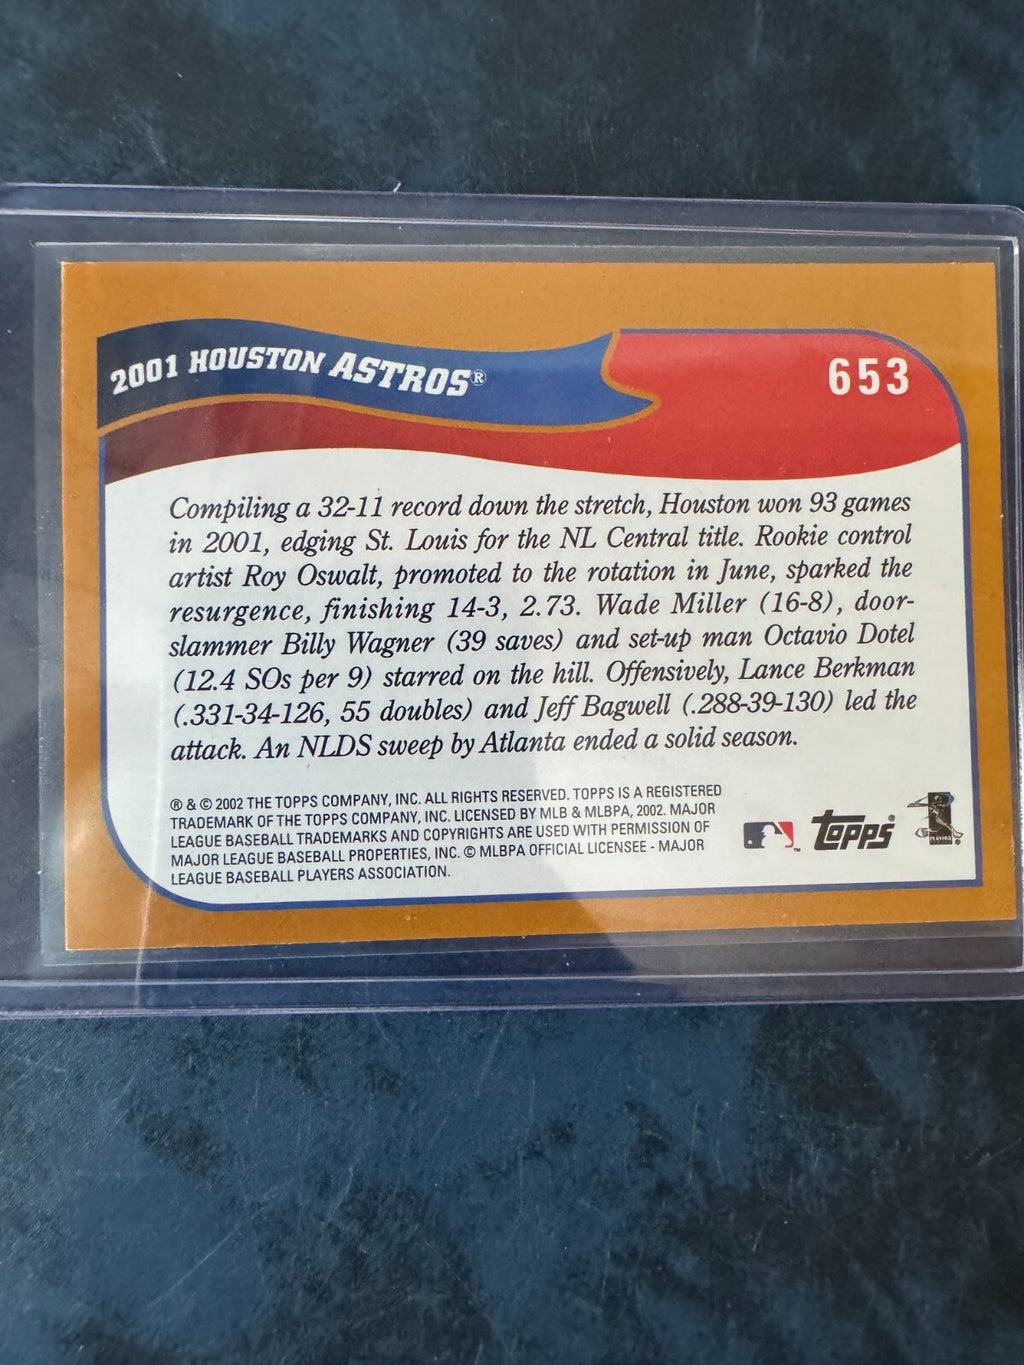 2001 HOUSTON ASTROS®
653
Compiling a 32-11 record down the stretch, Houston won 93 games
in 2001, edging St. Louis for the NL Central title. Rookie control
artist Roy Oswalt, promoted to the rotation in June, sparked the
resurgence, finishing 14-3, 2.73. Wade Miller (16-8), door-
slammer Billy Wagner (39 saves) and set-up man Octavio Dotel
(12.4 SOs per 9) starred on the hill. Offensively, Lance Berkman
(.331-34-126, 55 doubles) and Jeff Bagwell (.288-39-130) led the
attack. An NLDS sweep by Atlanta ended a solid season.
® & © 2002 THE TOPPS COMPANY, INC. ALL RIGHTS RESERVED. TOPPS IS A REGISTERED
TRADEMARK OF THE TOPPS COMPANY, INC. LICENSED BY MLB & MLBPA, 2002. MAJOR
LEAGUE BASEBALL TRADEMARKS AND COPYRIGHTS ARE USED WITH PERMISSION OF
MAJOR LEAGUE BASEBALL PROPERTIES, INC. © MLBPA OFFICIAL LICENSEE - MAJOR
LEAGUE BASEBALL PLAYERS ASSOCIATION.
topps®